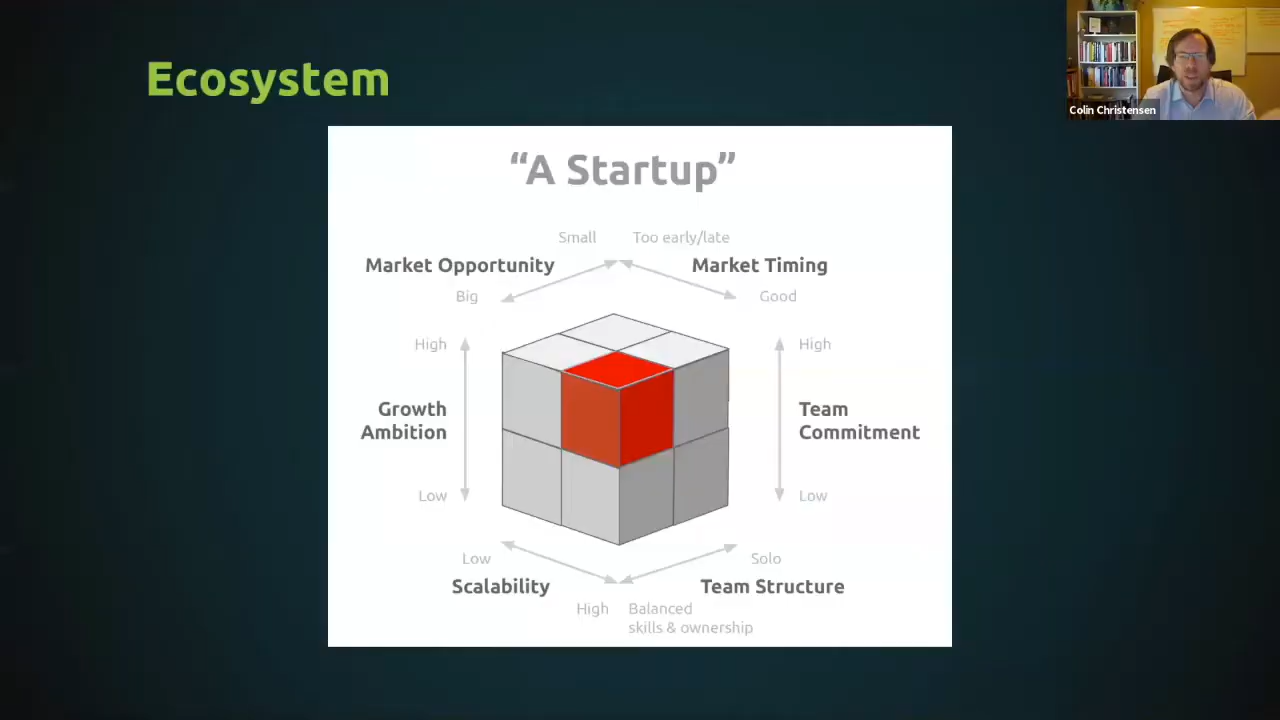 Ecosystem
Colin Christensen
“A Startup”
Small
Too early/late
Market Opportunity
Market Timing
Big
Good
High
High
Growth
Ambition
Team
Commitment
Low
Low
Low
Solo
Scalability
Team Structure
High
Balanced
skills & ownership